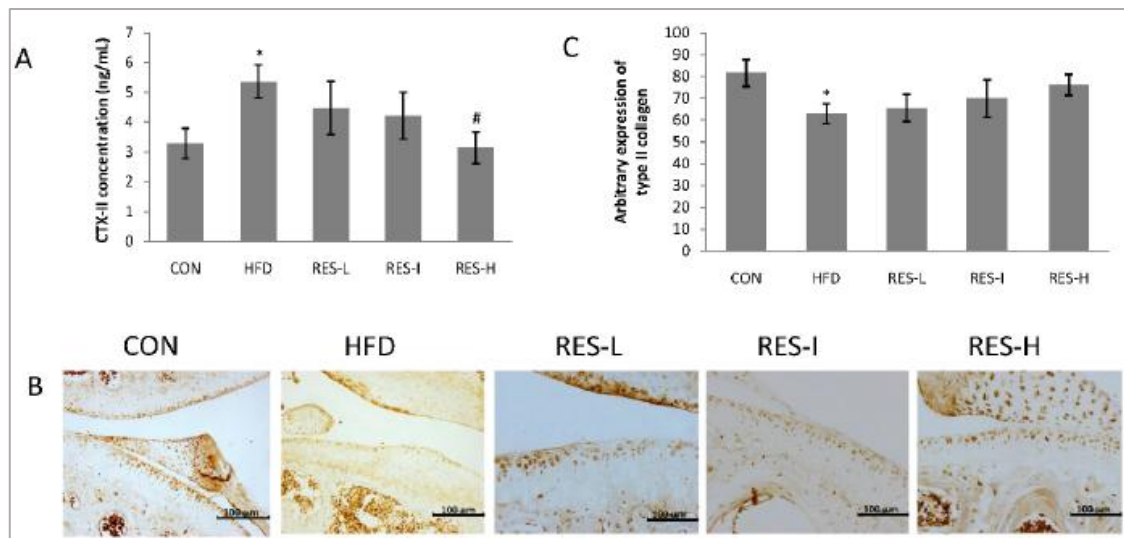 A
CTX-II concentration (ng/mL)
7
6
5
4
3
2
1
0
*
#
CON HFD RES-L RES-I RES-H
C
Arbitrary expression of
type II collagen
100
90
80
70
60
50
40
30
20
10
0
*
CON HFD RES-L RES-I RES-H
CON HFD RES-L RES-I RES-H
B
100 µm 100 µm 100 µm 100 µm 100 µm